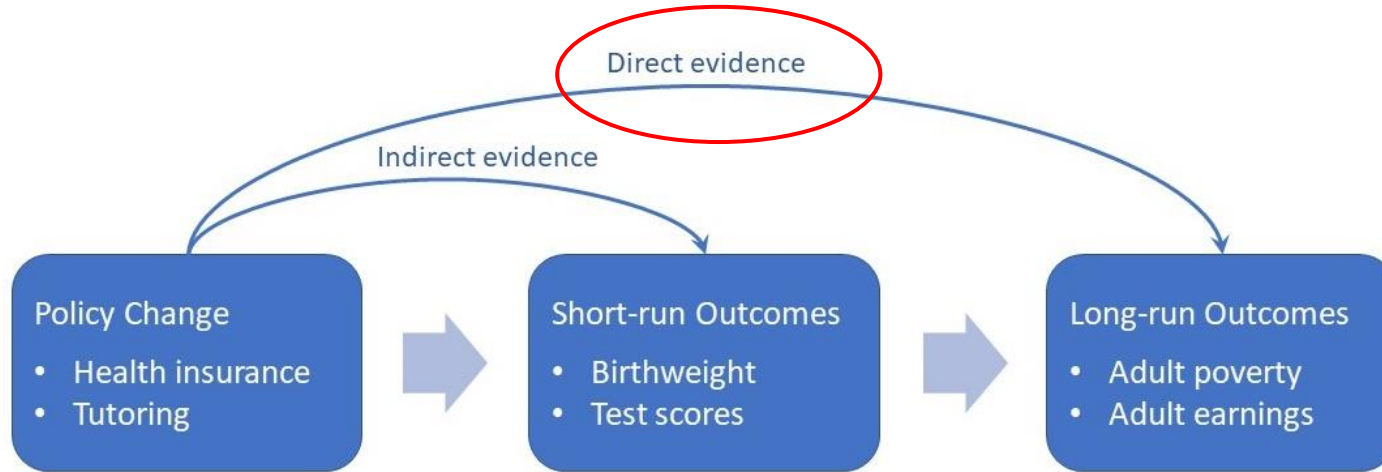 Direct evidence
Indirect evidence
Policy Change
• Health insurance
• Tutoring
Short-run Outcomes
• Birthweight
• Test scores
Long-run Outcomes
• Adult poverty
• Adult earnings